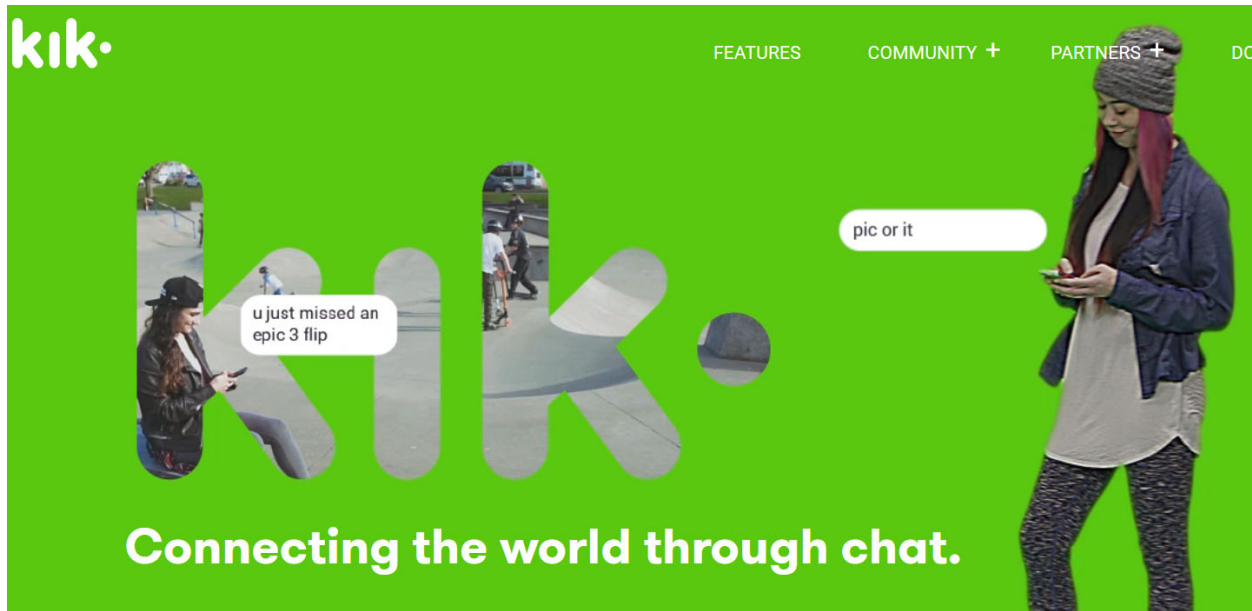 kik·
FEATURES COMMUNITY + PARTNERS +
kik·
pic or it
u just missed an
epic 3 flip
Connecting the world through chat.